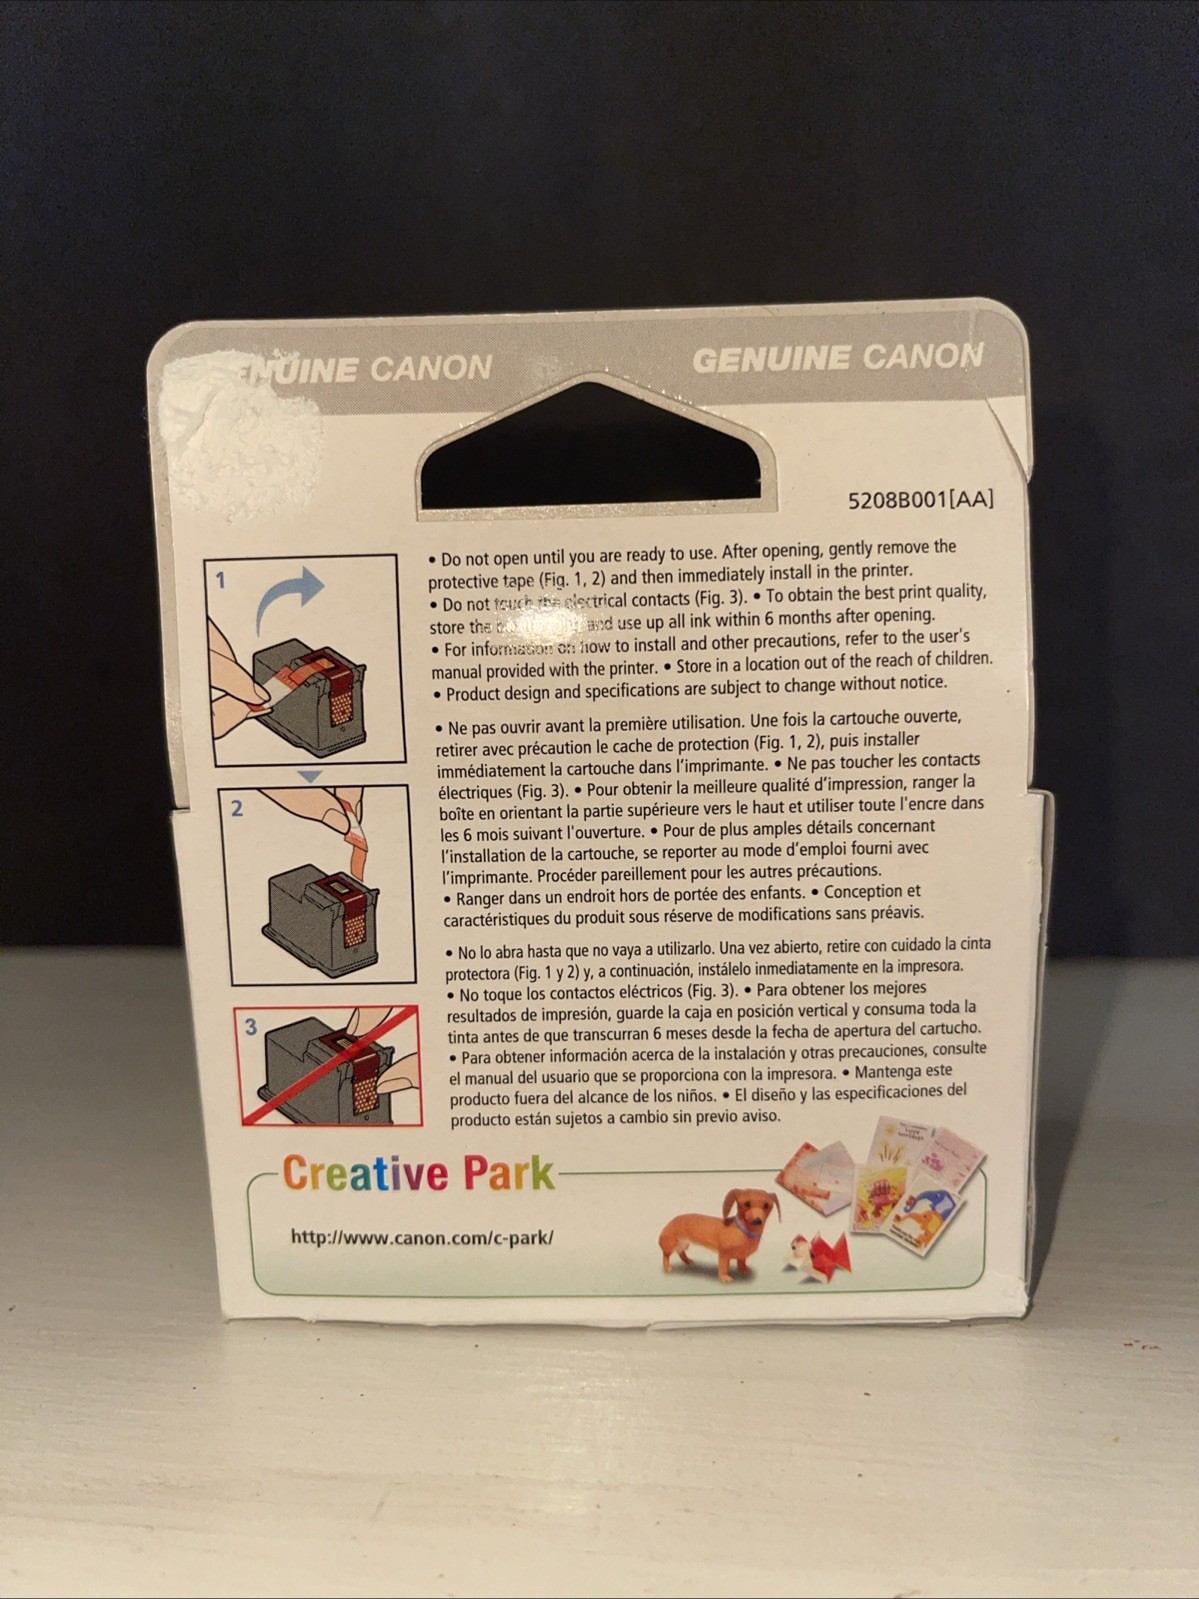 GENUINE CANON
GENUINE CANON
5208B001[AA]
1
2
3
• Do not open until you are ready to use. After opening, gently remove the
protective tape (Fig. 1, 2) and then immediately install in the printer.
• Do not touch the electrical contacts (Fig. 3). • To obtain the best print quality,
store the and use up all ink within 6 months after opening.
• For information on how to install and other precautions, refer to the user's
manual provided with the printer. • Store in a location out of the reach of children.
• Product design and specifications are subject to change without notice.
• Ne pas ouvrir avant la première utilisation. Une fois la cartouche ouverte,
retirer avec précaution le cache de protection (Fig. 1, 2), puis installer
immédiatement la cartouche dans l'imprimante. • Ne pas toucher les contacts
électriques (Fig. 3). • Pour obtenir la meilleure qualité d'impression, ranger la
boîte en orientant la partie supérieure vers le haut et utiliser toute l'encre dans
les 6 mois suivant l'ouverture. • Pour de plus amples détails concernant
l'installation de la cartouche, se reporter au mode d'emploi fourni avec
l'imprimante. Procéder pareillement pour les autres précautions.
• Ranger dans un endroit hors de portée des enfants. • Conception et
caractéristiques du produit sous réserve de modifications sans préavis.
• No lo abra hasta que no vaya a utilizarlo. Una vez abierto, retire con cuidado la cinta
protectora (Fig. 1 y 2) y, a continuación, instálelo inmediatamente en la impresora.
• No toque los contactos eléctricos (Fig. 3). • Para obtener los mejores
resultados de impresión, guarde la caja en posición vertical y consuma toda la
tinta antes de que transcurran 6 meses desde la fecha de apertura del cartucho.
• Para obtener información acerca de la instalación y otras precauciones, consulte
el manual del usuario que se proporciona con la impresora. • Mantenga este
producto fuera del alcance de los niños. • El diseño y las especificaciones del
producto están sujetos a cambio sin previo aviso.
Creative Park
http://www.canon.com/c-park/